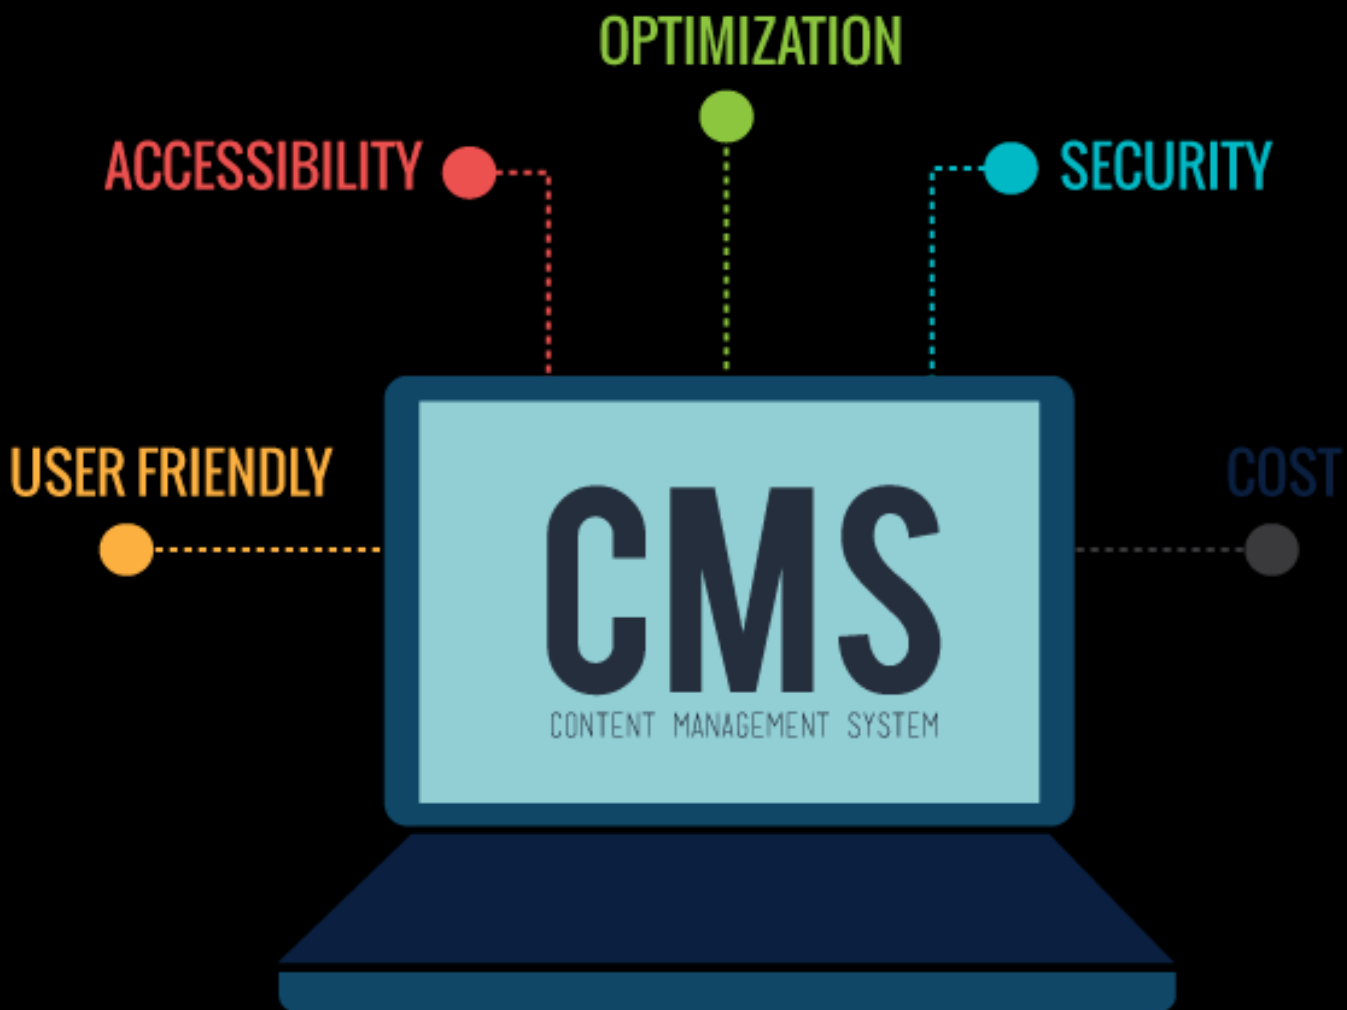 OPTIMIZATION
ACCESSIBILITY
SECURITY
USER FRIENDLY
COST
CMS
CONTENT MANAGEMENT SYSTEM